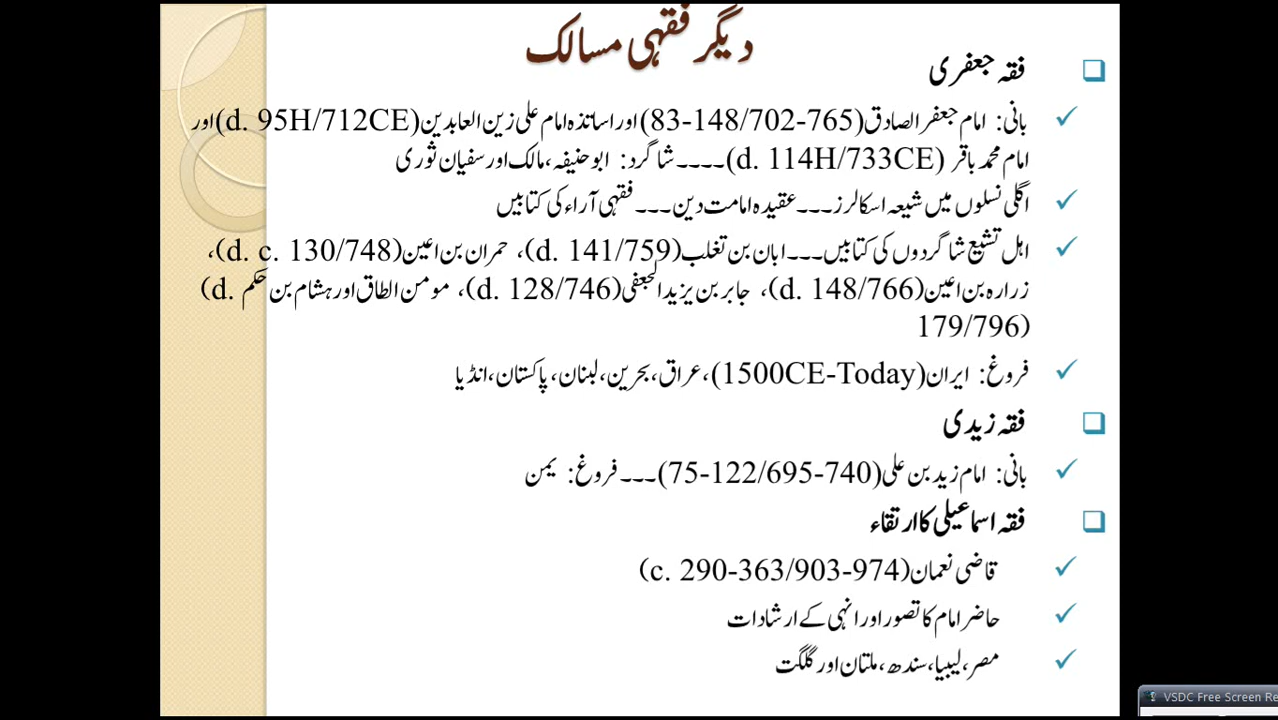 دیگر فقہی مسالک
فقہ جعفری
بانی: امام جعفر الصادق (83-148/702-765) اور اساتذہ امام علی زین العابدین (d. 95H/712CE) اور
امام محمد باقر (d. 114H/733CE)۔۔۔۔ شاگرد: ابوحنیفہ، مالک اور سفیان ثوری
اگلی نسلوں میں شیعہ اسکالرز۔۔۔ عقیدہ امامت دین۔۔۔ فقہی آراء کی کتابیں
اہل تشیع شاگردوں کی کتابیں۔۔۔ ابان بن تغلب (d. 141/759)، حمران بن اعین (d. c. 130/748)،
زرارہ بن اعین (d. 148/766)، جابر بن یزید الجعفی (d. 128/746)، مومن الطاق اور ہشام بن حکم (d.
179/796)
فروغ: ایران (1500CE-Today)، عراق، بحرین، لبنان، پاکستان، انڈیا
فقہ زیدی
بانی: امام زید بن علی (75-122/695-740)۔۔۔ فروغ: یمن
فقہ اسماعیلی کا ارتقاء
قاضی نعمان (c. 290-363/903-974)
حاضر امام کا تصور اور انہی کے ارشادات
مصر، لیبیا، سندھ، ملتان اور گلگت
VSDC Free Screen Re